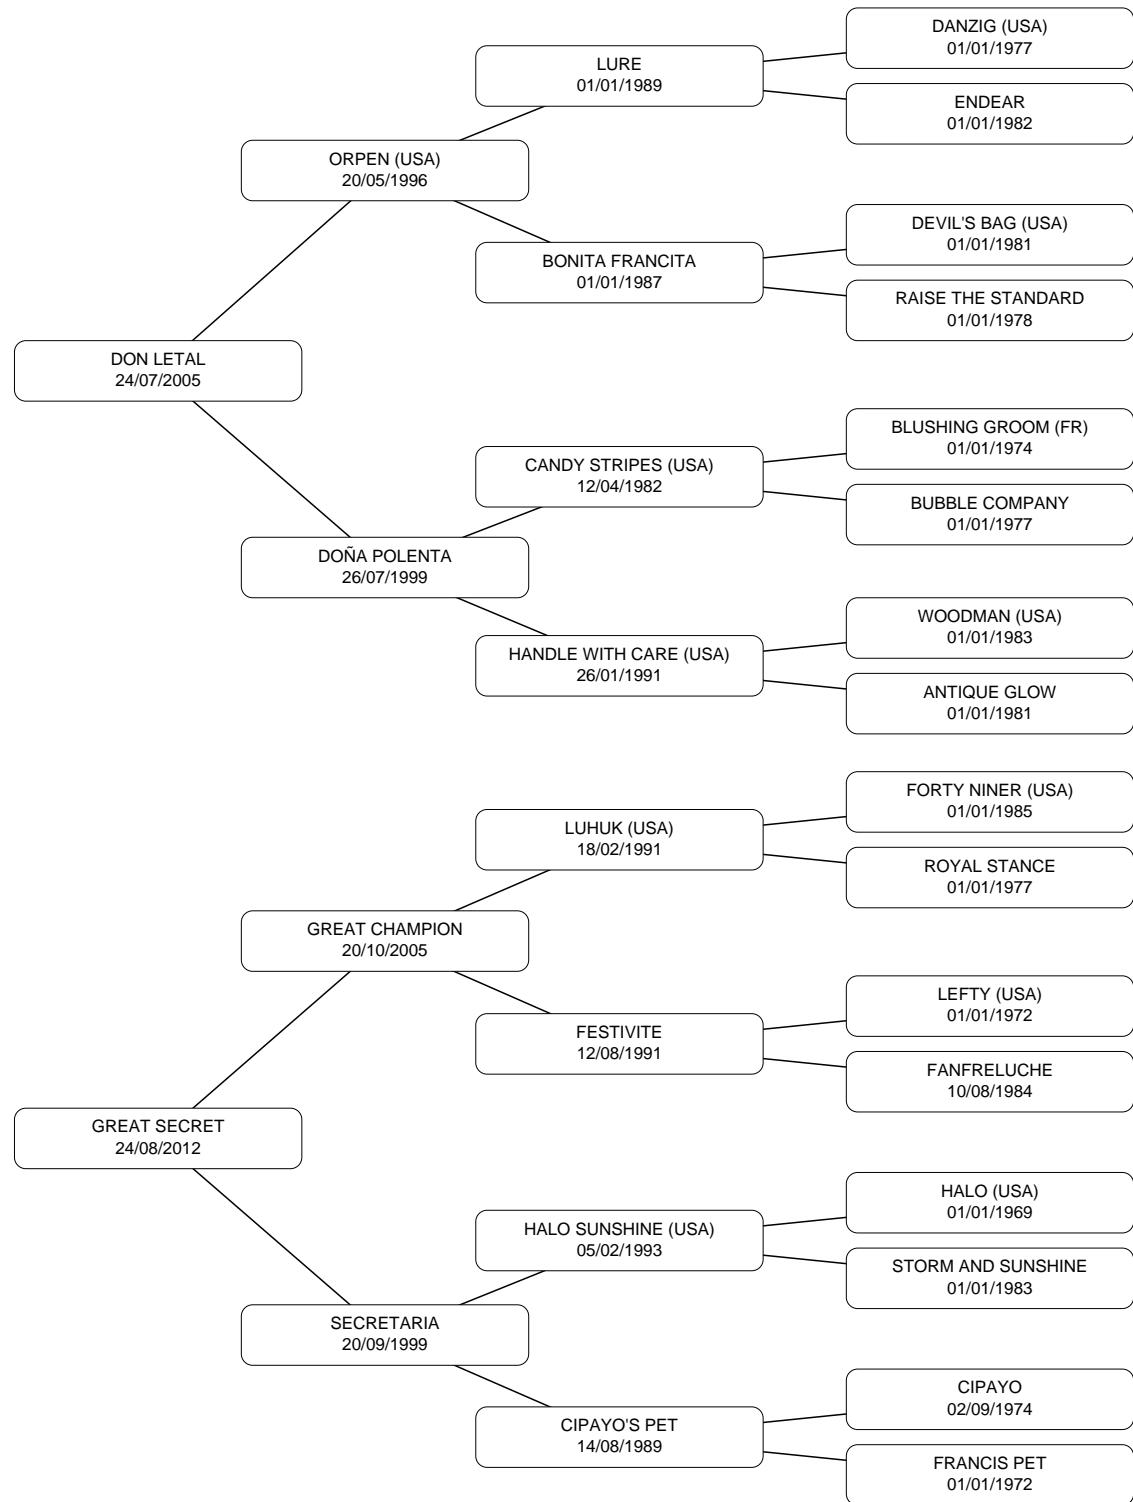 DANZIG (USA)
01/01/1977
LURE
01/01/1989
ENDEAR
01/01/1982
ORPEN (USA)
20/05/1996
DEVIL'S BAG (USA)
01/01/1981
BONITA FRANCITA
01/01/1987
RAISE THE STANDARD
01/01/1978
DON LETAL
24/07/2005
BLUSHING GROOM (FR)
01/01/1974
CANDY STRIPES (USA)
12/04/1982
BUBBLE COMPANY
01/01/1977
DOÑA POLENTA
26/07/1999
WOODMAN (USA)
01/01/1983
HANDLE WITH CARE (USA)
26/01/1991
ANTIQUE GLOW
01/01/1981
FORTY NINER (USA)
01/01/1985
LUHUK (USA)
18/02/1991
ROYAL STANCE
01/01/1977
GREAT CHAMPION
20/10/2005
LEFTY (USA)
01/01/1972
FESTIVITE
12/08/1991
FANFRELUCHE
10/08/1984
GREAT SECRET
24/08/2012
HALO (USA)
01/01/1969
HALO SUNSHINE (USA)
05/02/1993
STORM AND SUNSHINE
01/01/1983
SECRETARIA
20/09/1999
CIPAYO
02/09/1974
CIPAYO'S PET
14/08/1989
FRANCIS PET
01/01/1972